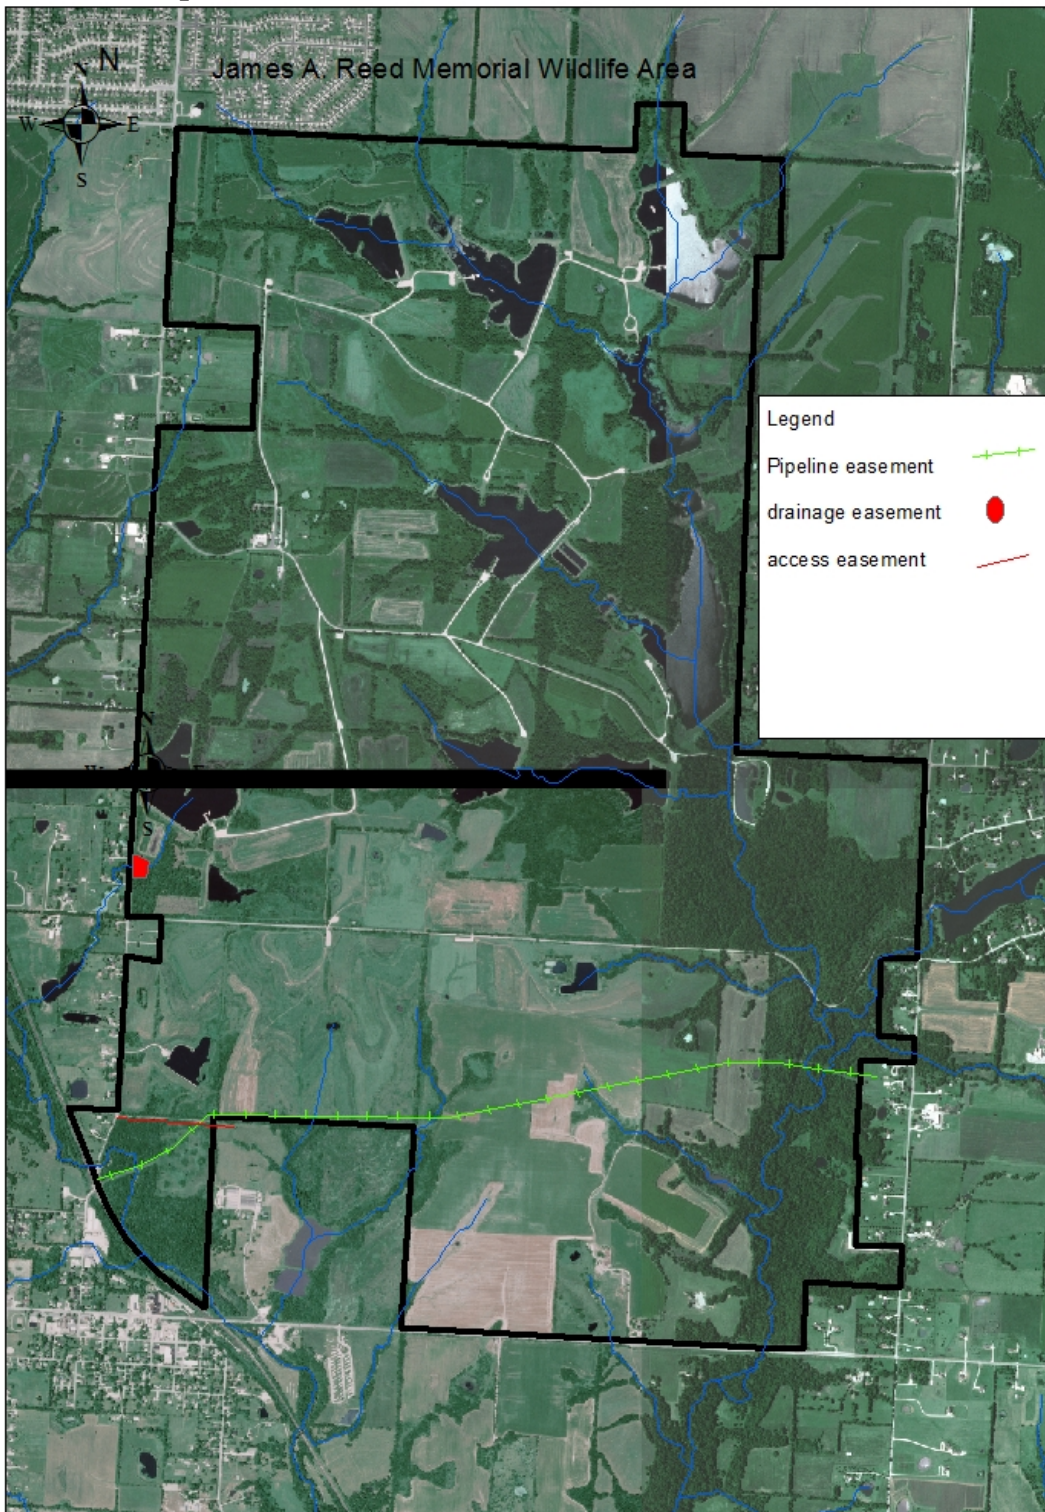 James A. Reed Memorial Wildlife Area
N
N
W
E
S
Legend
Pipeline easement
drainage easement
access easement
N
S